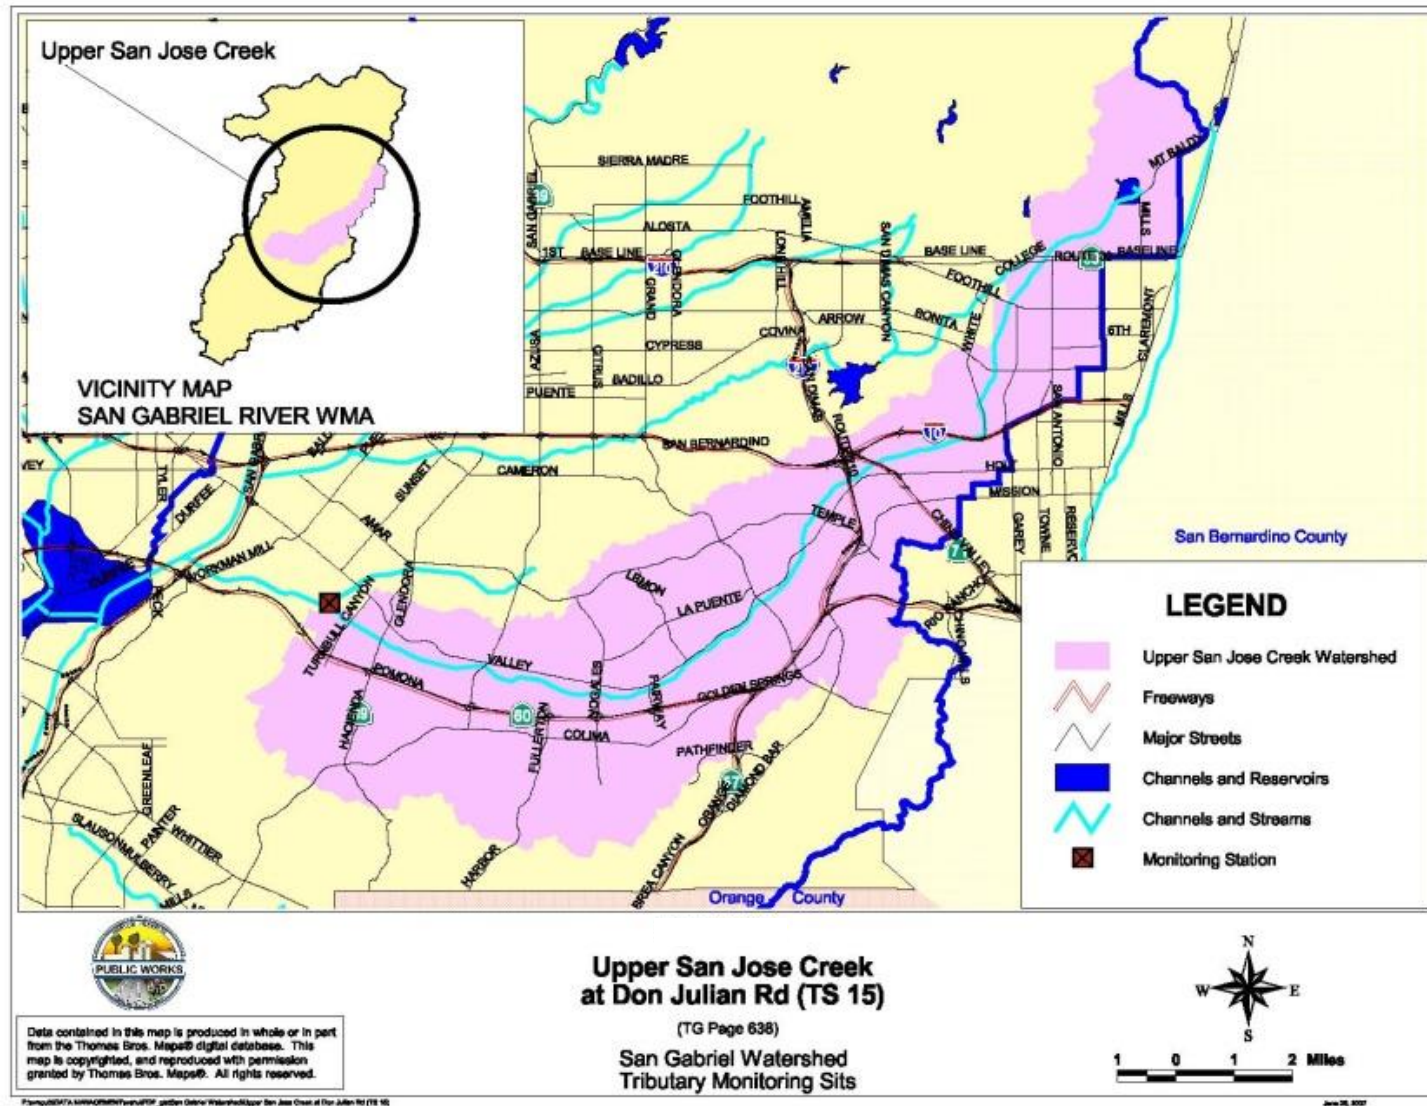 Upper San Jose Creek
VICINITY MAP
SAN GABRIEL RIVER WMA
SIERRA MADRE
SAN GABRIEL
39
FOOTHILL
ALOSTA
AMELIA
1ST
BASE LINE
210
GLENDORA
GRAND
LONE HILL
SAN DIMAS CANYON
BASE LINE
FOOTHILL
COLLEGE
MT BALDY
MILLS
BASELINE
ARROW
BONITA
WHITE
6TH
CLAREMONT
COVINA
CYPRESS
AZUSA
CITRUS
BADILLO
PUENTE
SAN DIMAS
SAN BERNARDINO
10
CAMERON
HOLT
MISSION
SAN ANTONIO
MILLS
TYLER
DURFEE
SUNSET
AMAR
TEMPLE
CHINO VALLEY
GAREY
TOWNE
WORKMAN MILL
PECK
TURNBULL CANYON
GLENDORA
LEMON
LA PUENTE
RIO RANCHO
VALLEY
POMONA
NOGALES
FAIRWAY
GOLDEN SPRINGS
HACIENDA
60
FULLERTON
COLIMA
PATHFINDER
DIAMOND BAR
57
ORANGE
BREA CANYON
HARBOR
GREENLEAF
PAINTER
WHITTIER
SLAUSON
MULBERRY
Orange County
San Bernardino County
LEGEND
Upper San Jose Creek Watershed
Freeways
Major Streets
Channels and Reservoirs
Channels and Streams
Monitoring Station
PUBLIC WORKS
Data contained in this map is produced in whole or in part
from the Thomas Bros. Maps® digital database. This
map is copyrighted, and reproduced with permission
granted by Thomas Bros. Maps®. All rights reserved.
Upper San Jose Creek
at Don Julian Rd (TS 15)
(TG Page 638)
San Gabriel Watershed
Tributary Monitoring Sits
N
W
E
S
1 0 1 2 Miles